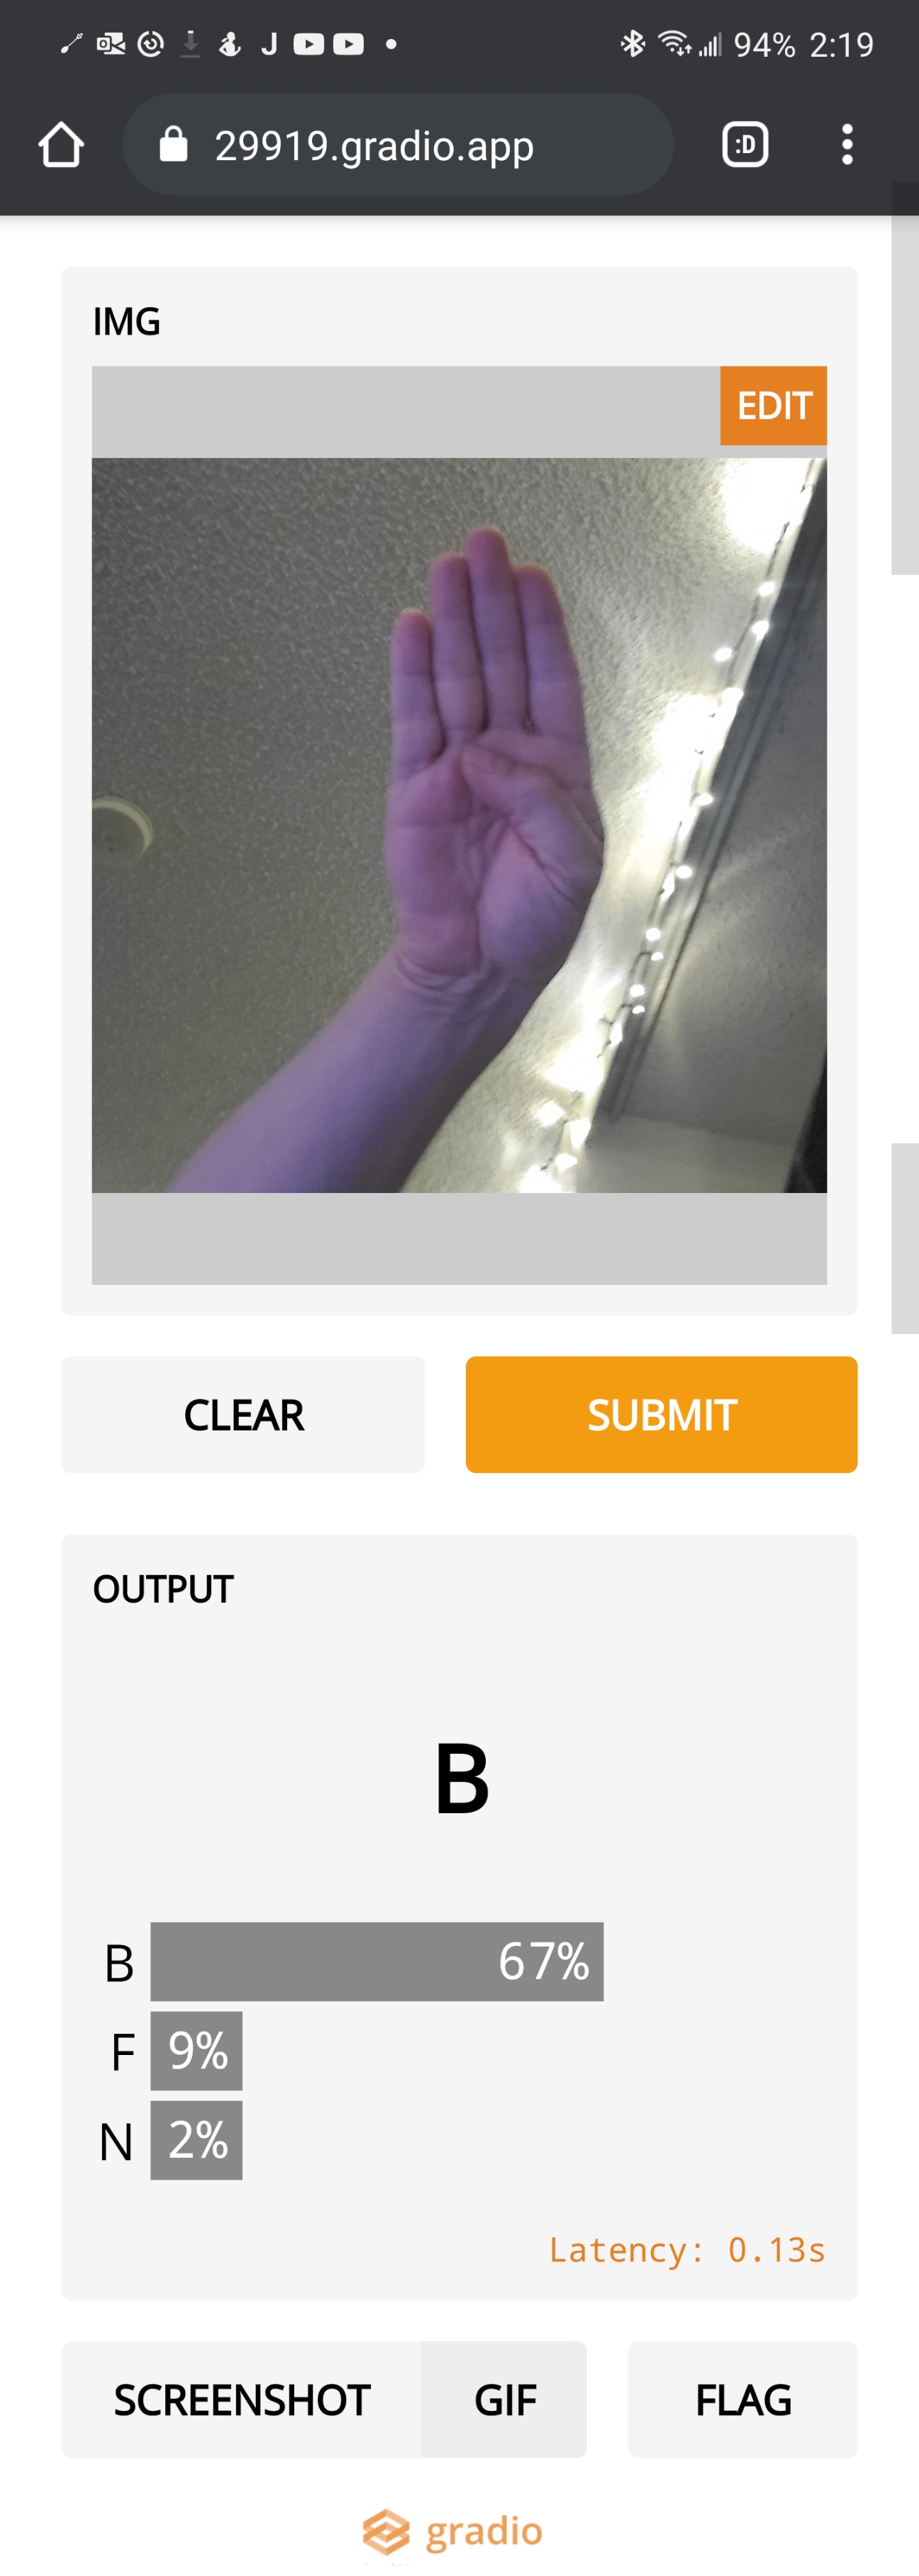 94% 2:19
29919.gradio.app :D
IMG
EDIT
CLEAR SUBMIT
OUTPUT
B
B 67%
F 9%
N 2%
Latency: 0.13s
SCREENSHOT GIF FLAG
gradio